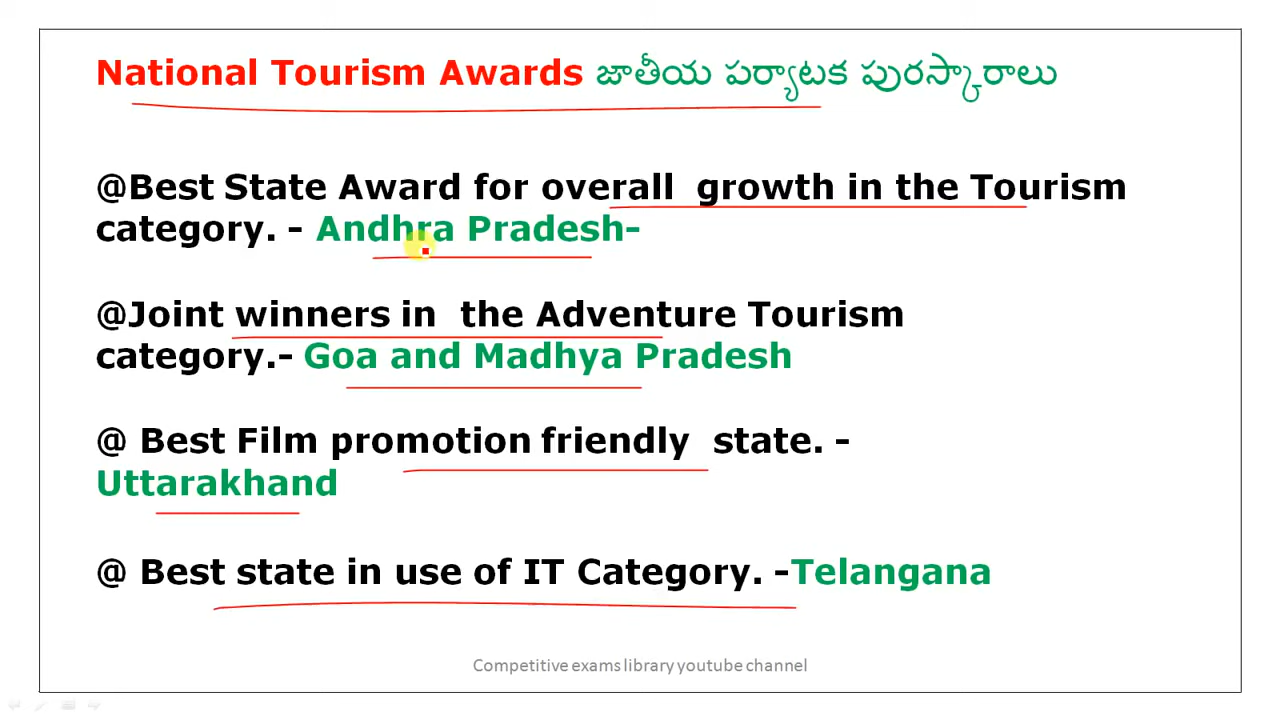 National Tourism Awards జాతీయ పర్యాటక పురస్కారాలు
@Best State Award for overall growth in the Tourism
category. - Andhra Pradesh-
@Joint winners in the Adventure Tourism
category.- Goa and Madhya Pradesh
@ Best Film promotion friendly state. -
Uttarakhand
@ Best state in use of IT Category. -Telangana
Competitive exams library youtube channel